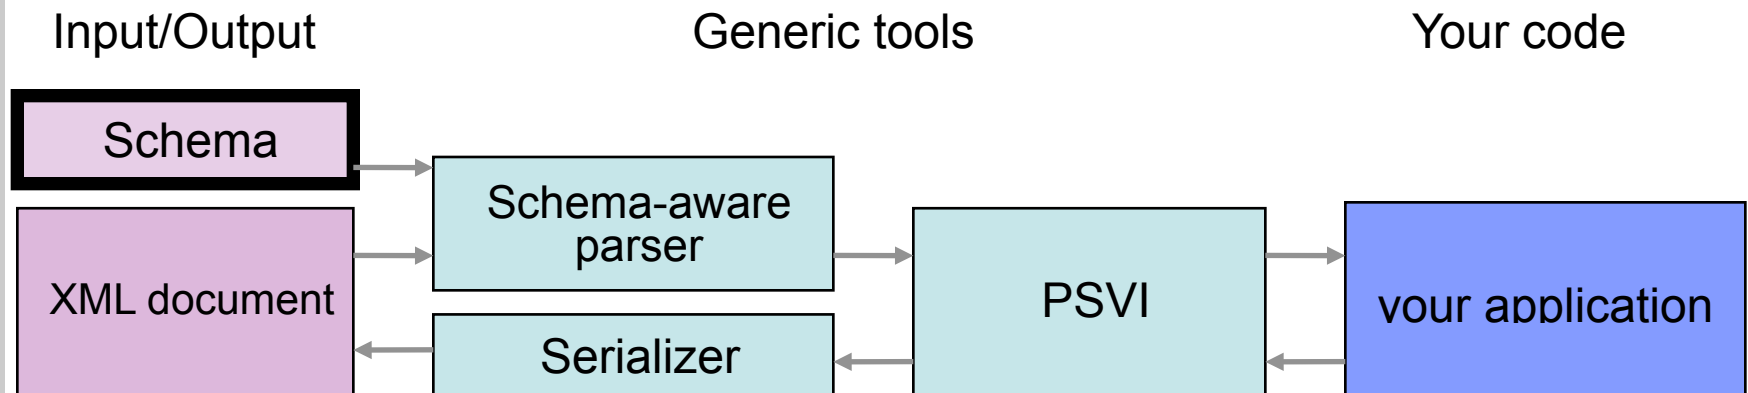 Input/Output
Generic tools
Your code
Schema
Schema-aware
parser
XML document
PSVI
your application
Serializer